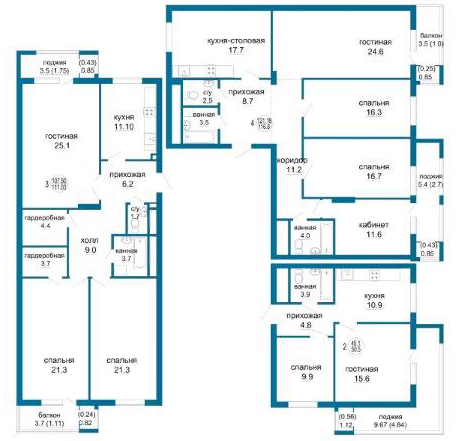 лоджия (0.43)
3.5 (1.75) 0.85
гостиная
25.1
кухня
11.10
3 107.50
111.03
прихожая
6.2
с/у
1.7
гардеробная
4.4
холл
9.0
гардеробная
3.7
ванная
3.7
спальня
21.3
спальня
21.3
балкон (0.24)
3.7 (1.11) 0.82
кухня-столовая
17.7
гостиная
24.6
балкон
3.5 (1.0)
(0.25)
0.85
с/у
2.5
прихожая
8.7
ванная
3.5
4 121.18
116.8
спальня
16.3
коридор
11.2
спальня
16.7
лоджия
5.4 (2.7)
ванная
4.0
кабинет
11.6
(0.43)
0.85
ванная
3.9
кухня
10.9
прихожая
4.8
2 45.1
50.5
спальня
9.9
гостиная
15.6
(0.56) лоджия
1.12 9.67 (4.84)